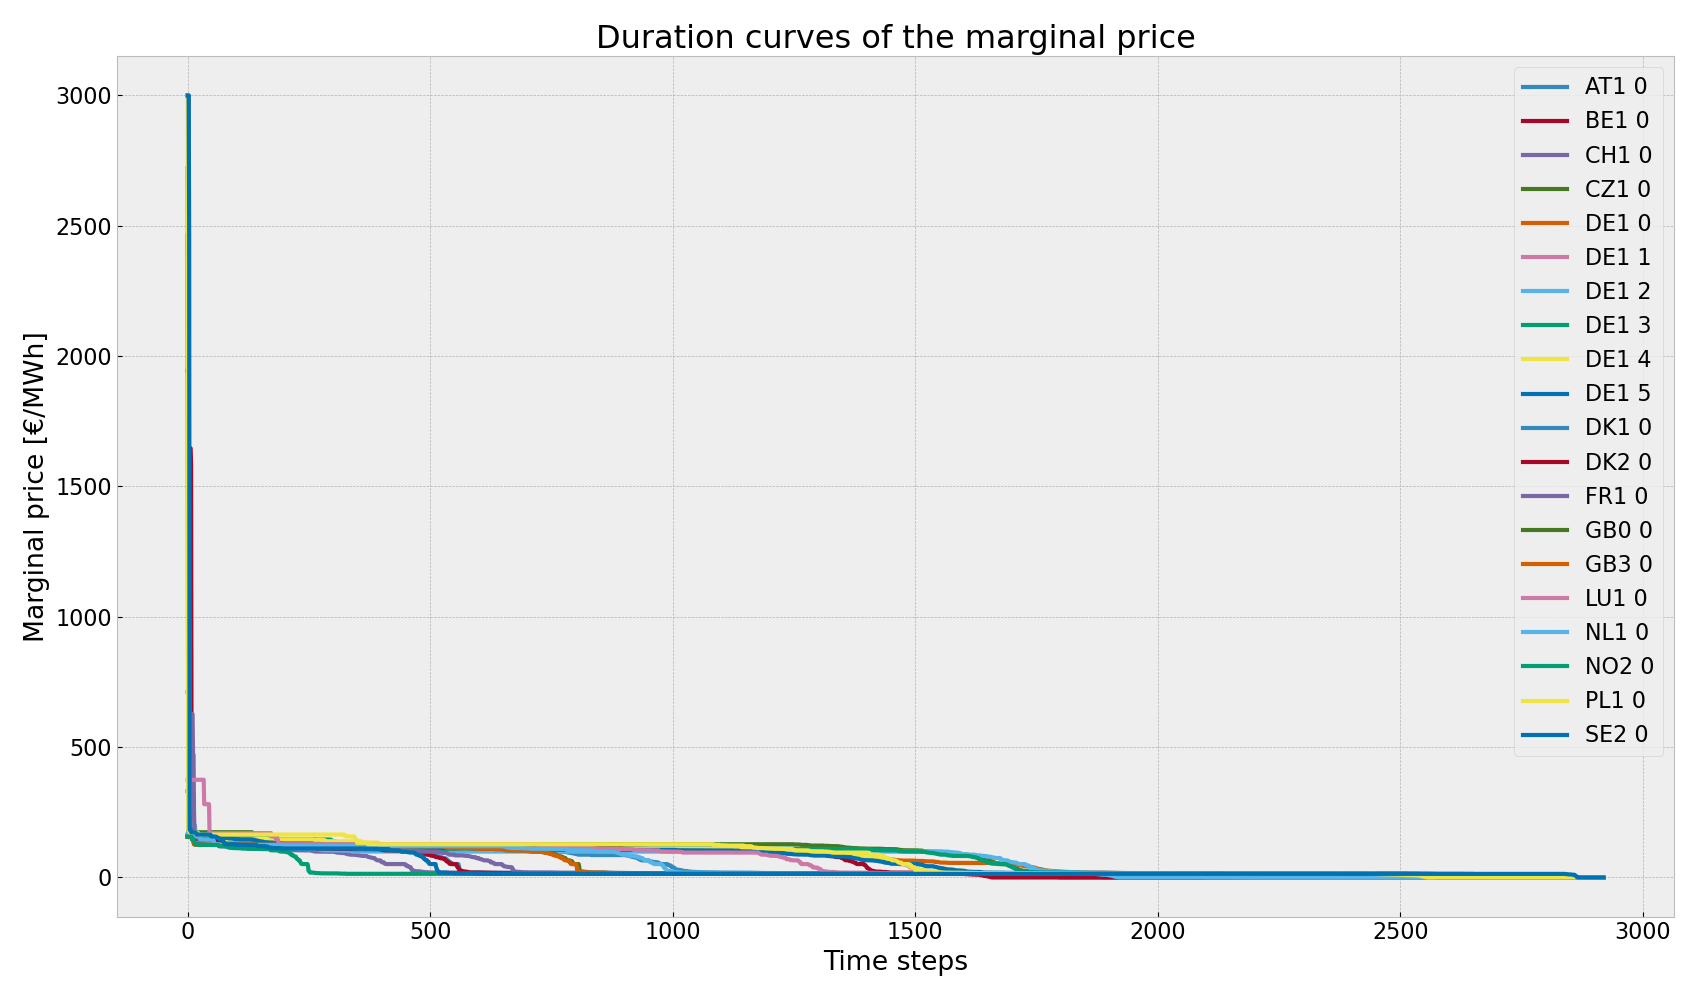 Duration curves of the marginal price
Marginal price [€/MWh]
3000
2500
2000
1500
1000
500
0
0
500
1000
1500
2000
2500
3000
Time steps
AT1 0
BE1 0
CH1 0
CZ1 0
DE1 0
DE1 1
DE1 2
DE1 3
DE1 4
DE1 5
DK1 0
DK2 0
FR1 0
GB0 0
GB3 0
LU1 0
NL1 0
NO2 0
PL1 0
SE2 0